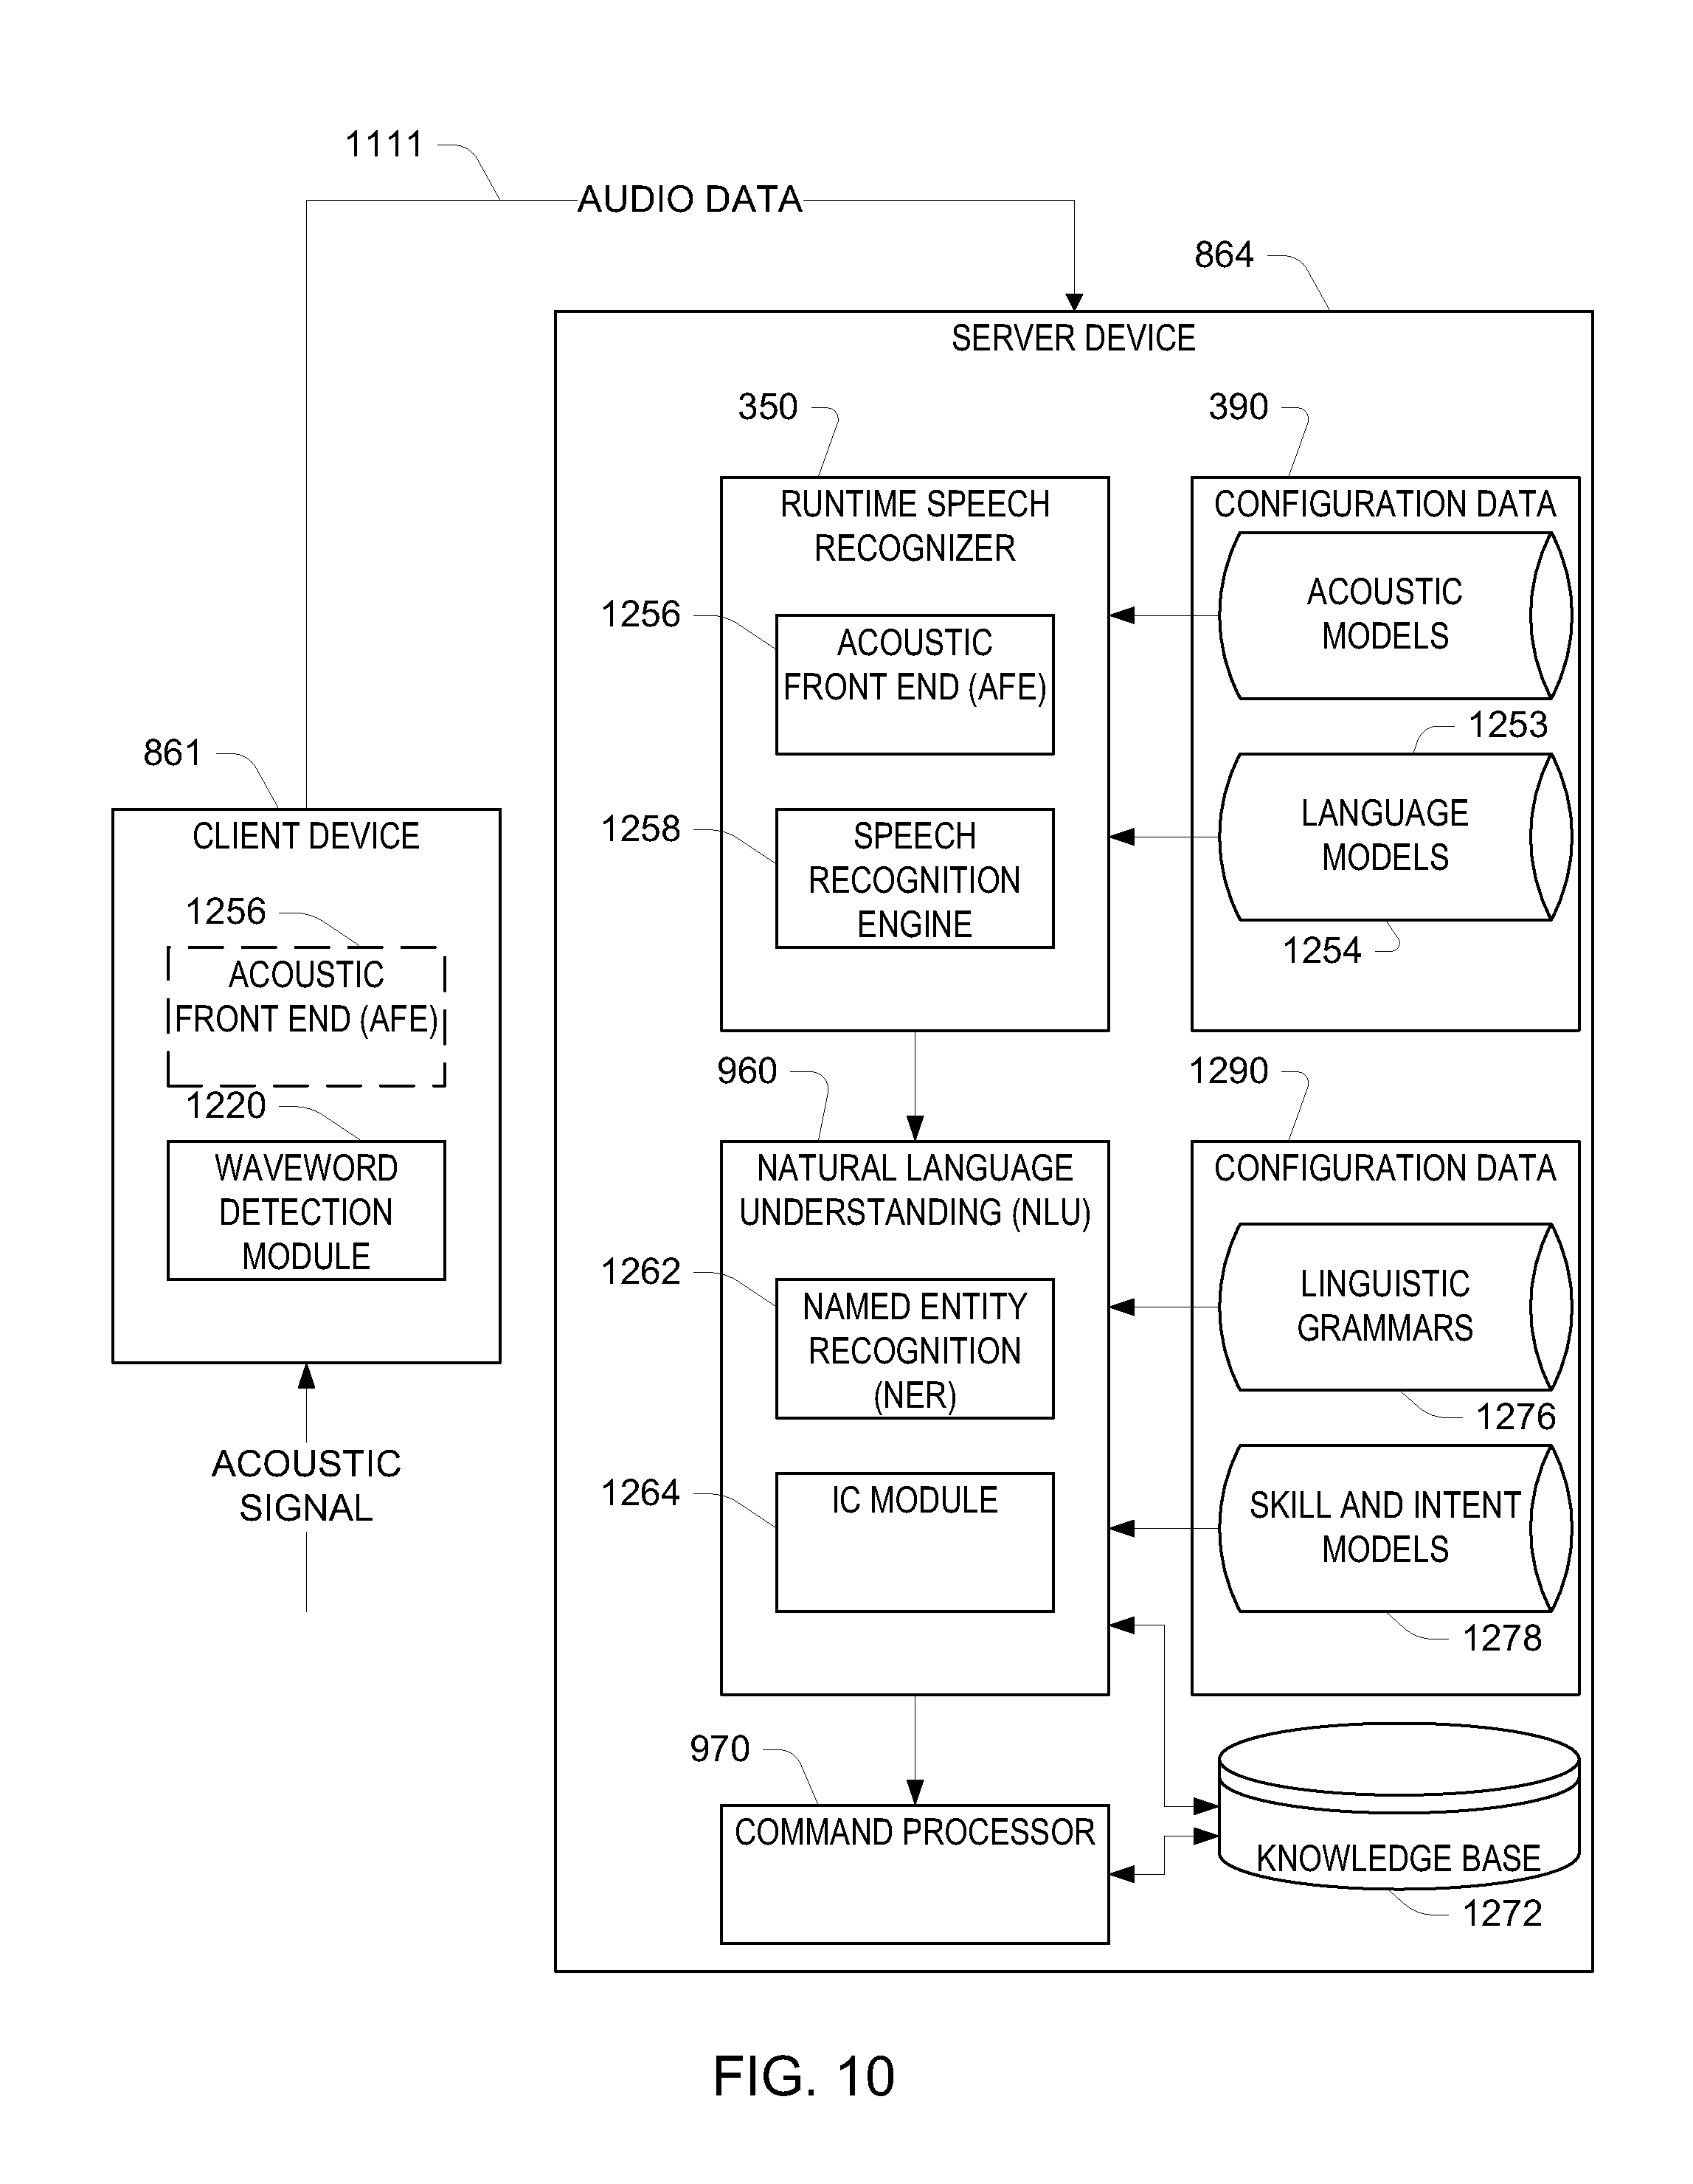 1111
AUDIO DATA
864
SERVER DEVICE
350
RUNTIME SPEECH
RECOGNIZER
1256
ACOUSTIC
FRONT END (AFE)
1258
SPEECH
RECOGNITION
ENGINE
390
CONFIGURATION DATA
ACOUSTIC
MODELS
1253
LANGUAGE
MODELS
1254
861
CLIENT DEVICE
1256
ACOUSTIC
FRONT END (AFE)
1220
WAVEWORD
DETECTION
MODULE
ACOUSTIC
SIGNAL
960
NATURAL LANGUAGE
UNDERSTANDING (NLU)
1262
NAMED ENTITY
RECOGNITION
(NER)
1264
IC MODULE
1290
CONFIGURATION DATA
LINGUISTIC
GRAMMARS
1276
SKILL AND INTENT
MODELS
1278
970
COMMAND PROCESSOR
KNOWLEDGE BASE
1272
FIG. 10